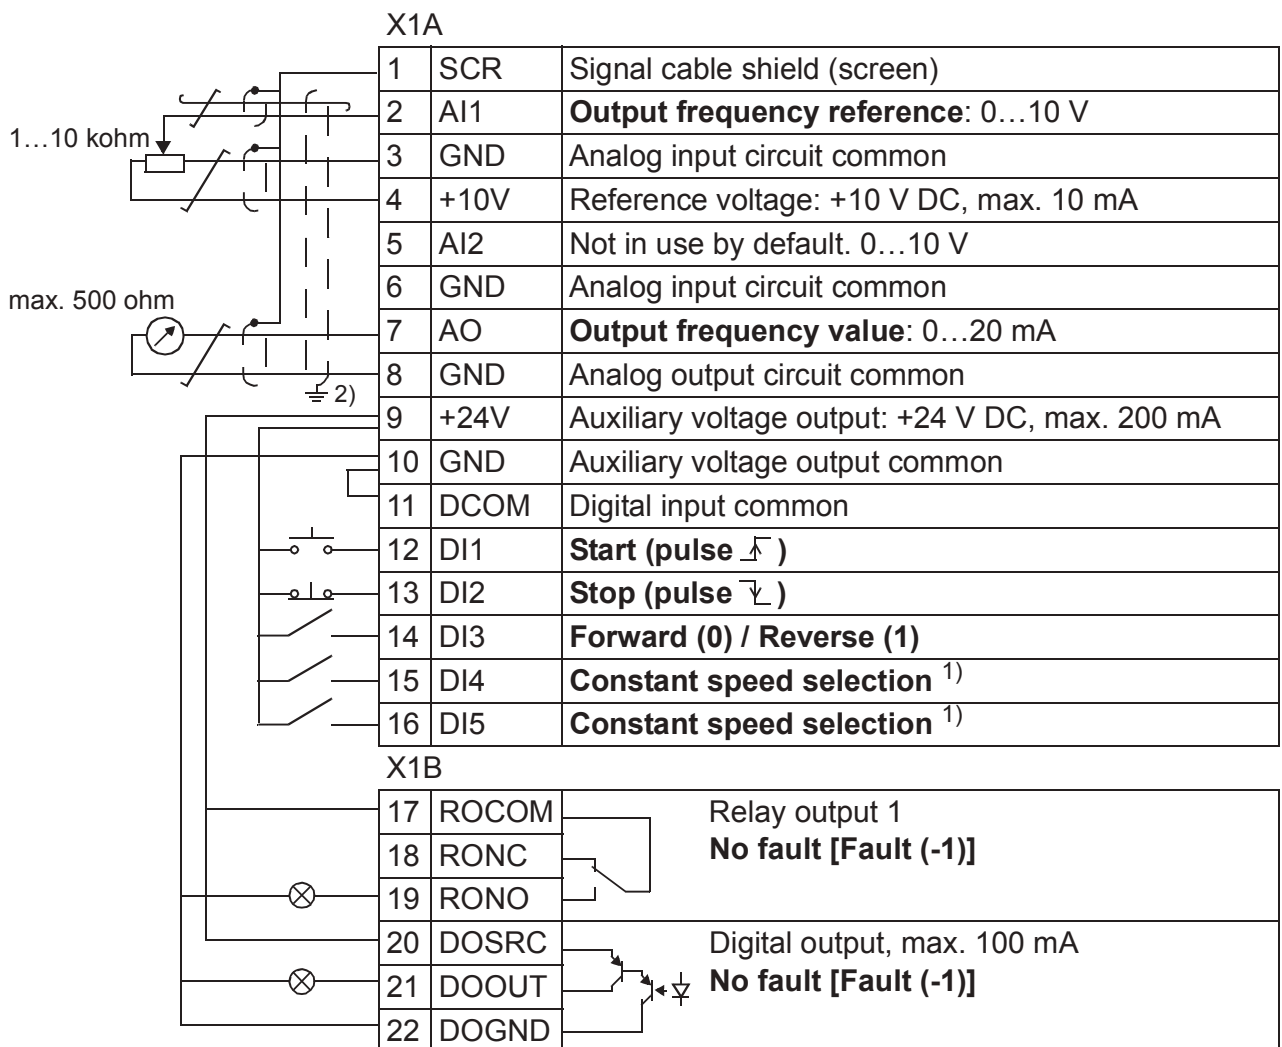 X1A
1 SCR Signal cable shield (screen)
2 AI1 Output frequency reference: 0…10 V
1…10 kohm
3 GND Analog input circuit common
4 +10V Reference voltage: +10 V DC, max. 10 mA
5 AI2 Not in use by default. 0…10 V
6 GND Analog input circuit common
max. 500 ohm
7 AO Output frequency value: 0…20 mA
8 GND Analog output circuit common
2)
9 +24V Auxiliary voltage output: +24 V DC, max. 200 mA
10 GND Auxiliary voltage output common
11 DCOM Digital input common
12 DI1 Start (pulse )
13 DI2 Stop (pulse )
14 DI3 Forward (0) / Reverse (1)
15 DI4 Constant speed selection 1)
16 DI5 Constant speed selection 1)
X1B
17 ROCOM Relay output 1
18 RONC No fault [Fault (-1)]
19 RONO
20 DOSRC Digital output, max. 100 mA
21 DOOUT No fault [Fault (-1)]
22 DOGND